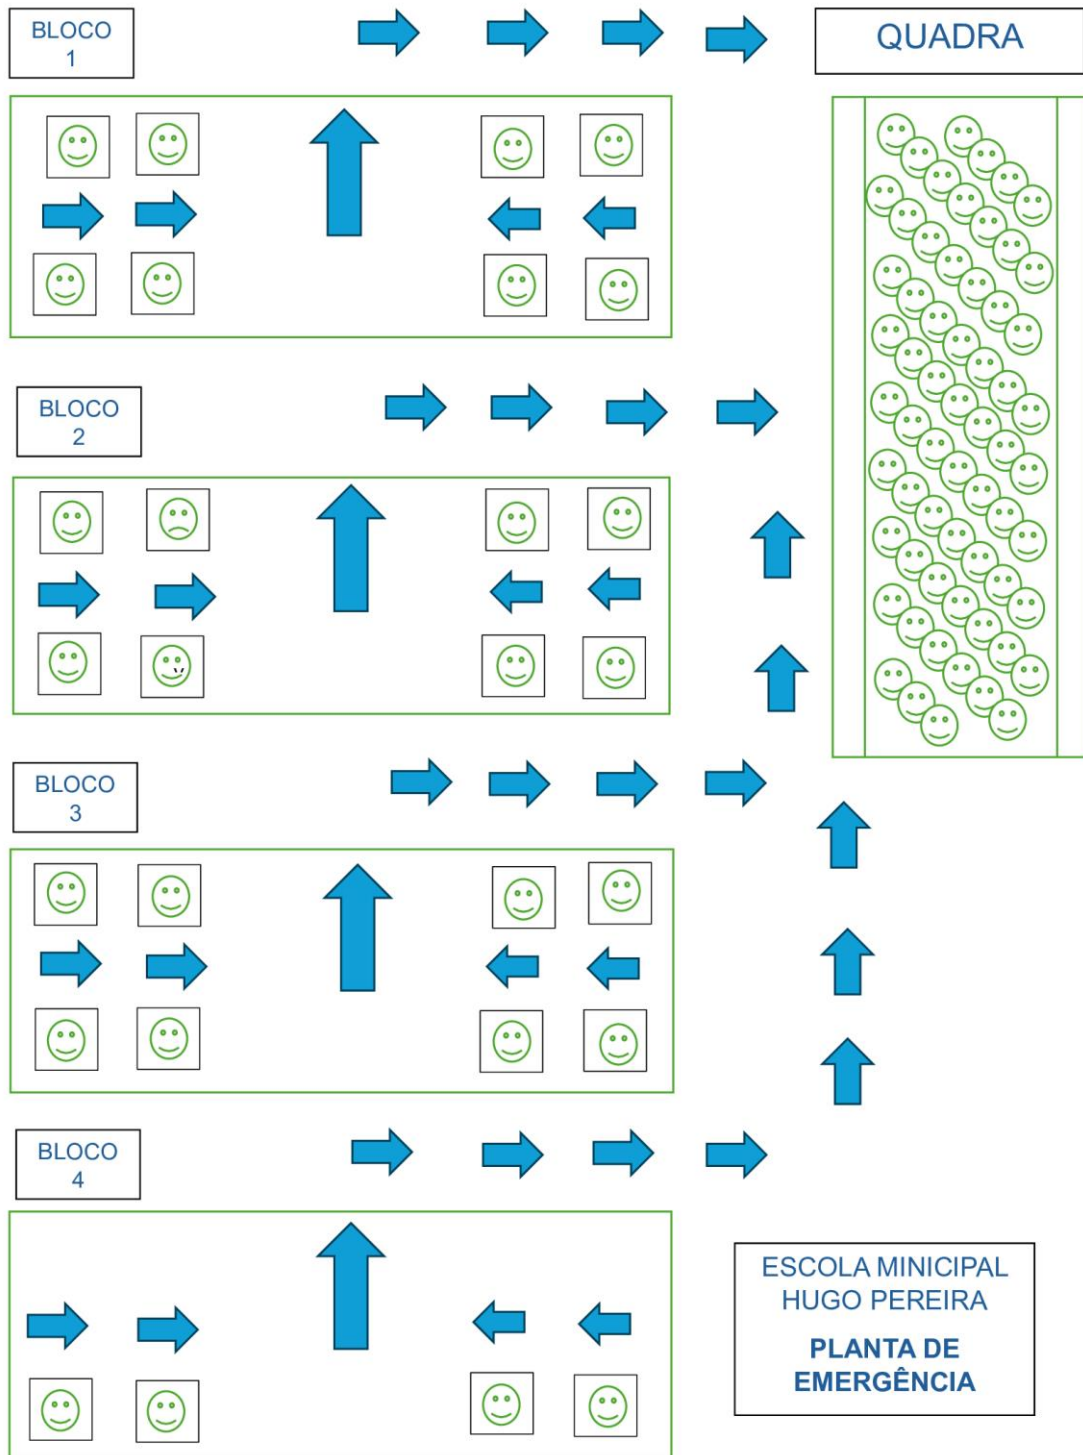 BLOCO
1
QUADRA
BLOCO
2
BLOCO
3
BLOCO
4
ESCOLA MINICIPAL
HUGO PEREIRA
PLANTA DE
EMERGÊNCIA